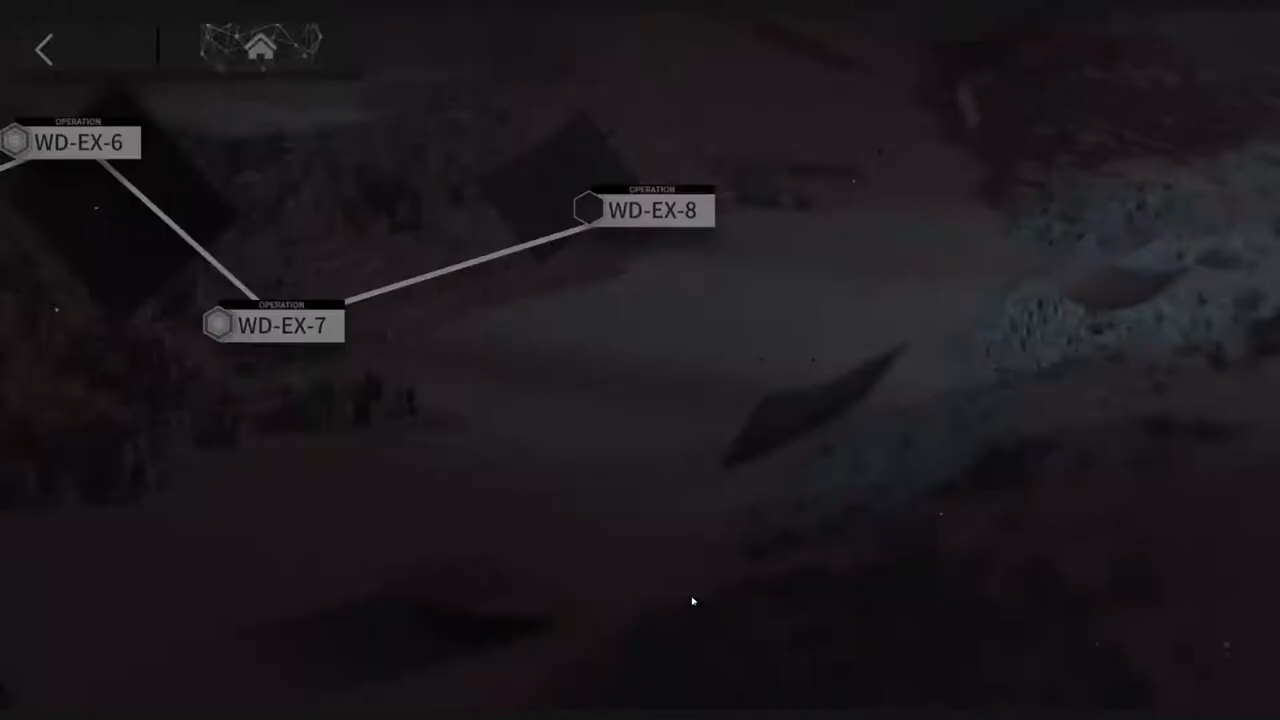 OPERATION
WD-EX-6
OPERATION
WD-EX-8
OPERATION
WD-EX-7